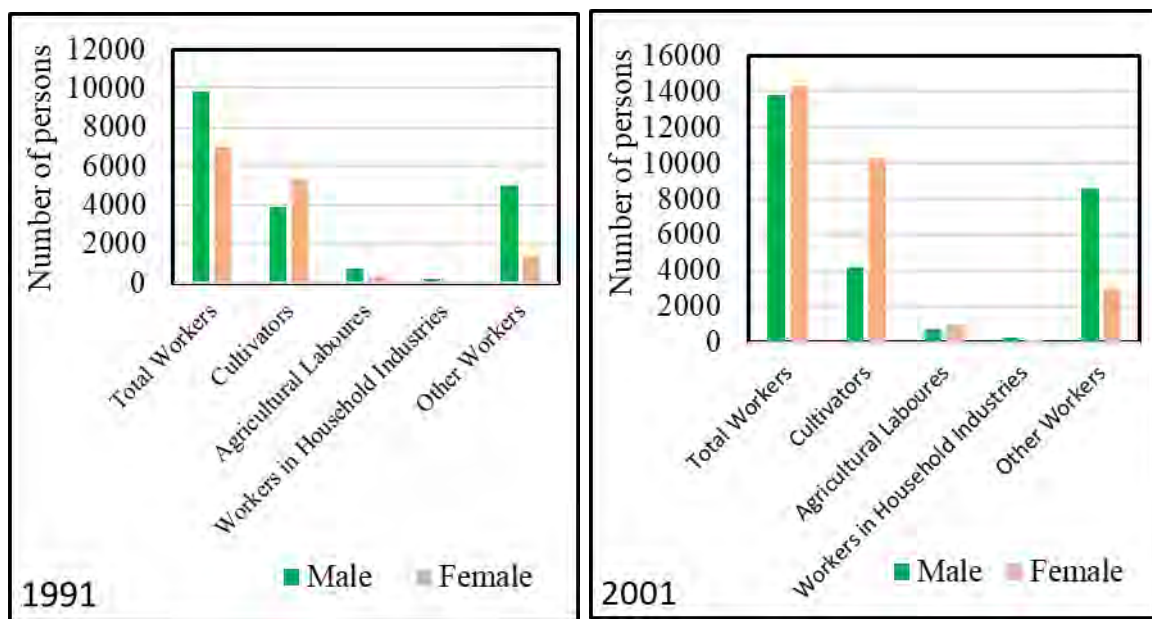 Number of persons
12000
10000
8000
6000
4000
2000
0
Total Workers
Cultivators
Agricultural Laboures
Workers in Household Industries
Other Workers
Male
Female
1991
Number of persons
16000
14000
12000
10000
8000
6000
4000
2000
0
Total Workers
Cultivators
Agricultural Laboures
Workers in Household Industries
Other Workers
Male
Female
2001